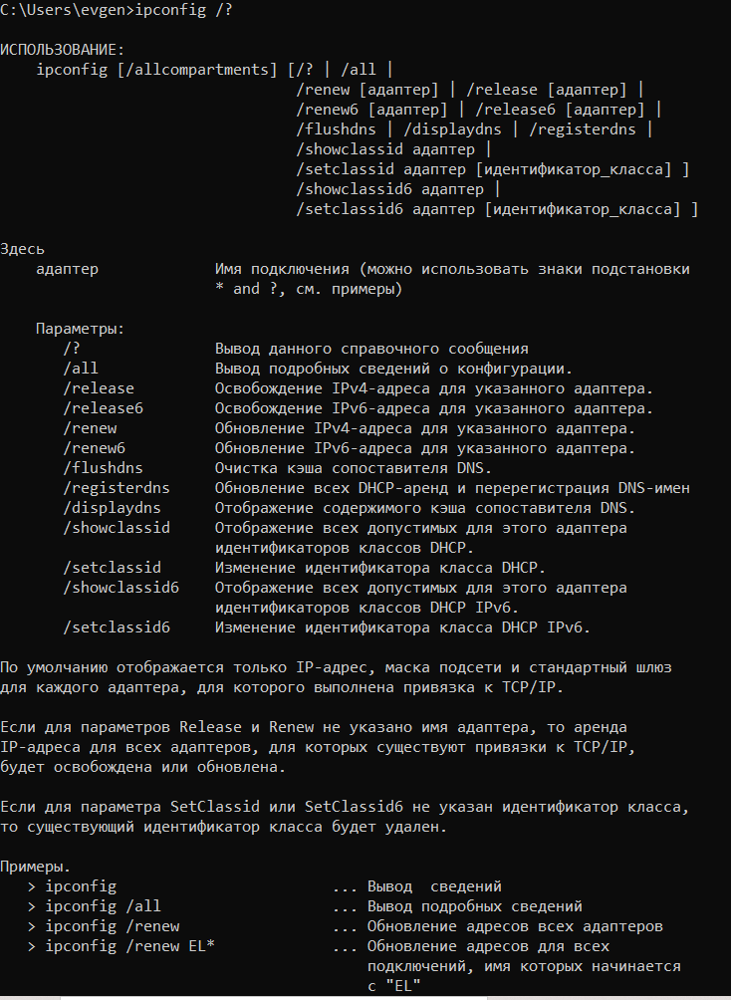 C:\Users\evgen>ipconfig /?
ИСПОЛЬЗОВАНИЕ:
ipconfig [/allcompartments] [/? | /all |
/renew [адаптер] | /release [адаптер] |
/renew6 [адаптер] | /release6 [адаптер] |
/flushdns | /displaydns | /registerdns |
/showclassid адаптер |
/setclassid адаптер [идентификатор_класса] ]
/showclassid6 адаптер |
/setclassid6 адаптер [идентификатор_класса] ]
Здесь
адаптер Имя подключения (можно использовать знаки подстановки
* and ?, см. примеры)
Параметры:
/? Вывод данного справочного сообщения
/all Вывод подробных сведений о конфигурации.
/release Освобождение IPv4-адреса для указанного адаптера.
/release6 Освобождение IPv6-адреса для указанного адаптера.
/renew Обновление IPv4-адреса для указанного адаптера.
/renew6 Обновление IPv6-адреса для указанного адаптера.
/flushdns Очистка кэша сопоставителя DNS.
/registerdns Обновление всех DHCP-аренд и перерегистрация DNS-имен
/displaydns Отображение содержимого кэша сопоставителя DNS.
/showclassid Отображение всех допустимых для этого адаптера
идентификаторов классов DHCP.
/setclassid Изменение идентификатора класса DHCP.
/showclassid6 Отображение всех допустимых для этого адаптера
идентификаторов классов DHCP IPv6.
/setclassid6 Изменение идентификатора класса DHCP IPv6.
По умолчанию отображается только IP-адрес, маска подсети и стандартный шлюз
для каждого адаптера, для которого выполнена привязка к TCP/IP.
Если для параметров Release и Renew не указано имя адаптера, то аренда
IP-адреса для всех адаптеров, для которых существуют привязки к TCP/IP,
будет освобождена или обновлена.
Если для параметра SetClassid или SetClassid6 не указан идентификатор класса,
то существующий идентификатор класса будет удален.
Примеры.
> ipconfig ... Вывод  сведений
> ipconfig /all ... Вывод подробных сведений
> ipconfig /renew ... Обновление адресов всех адаптеров
> ipconfig /renew EL* ... Обновление адресов для всех
подключений, имя которых начинается
с "EL"